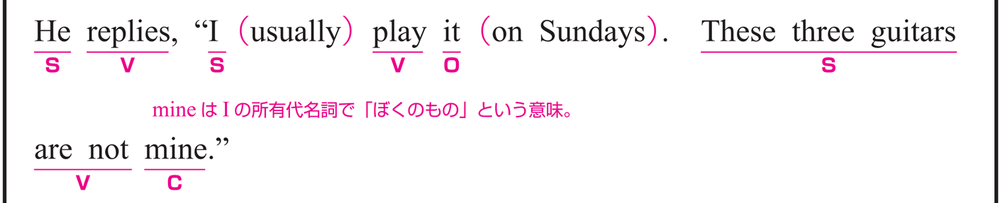 He replies, “I （usually） play it （on Sundays）. These three guitars
S V S V O S
mine は I の所有代名詞で「ぼくのもの」という意味。
are not mine.”
V C